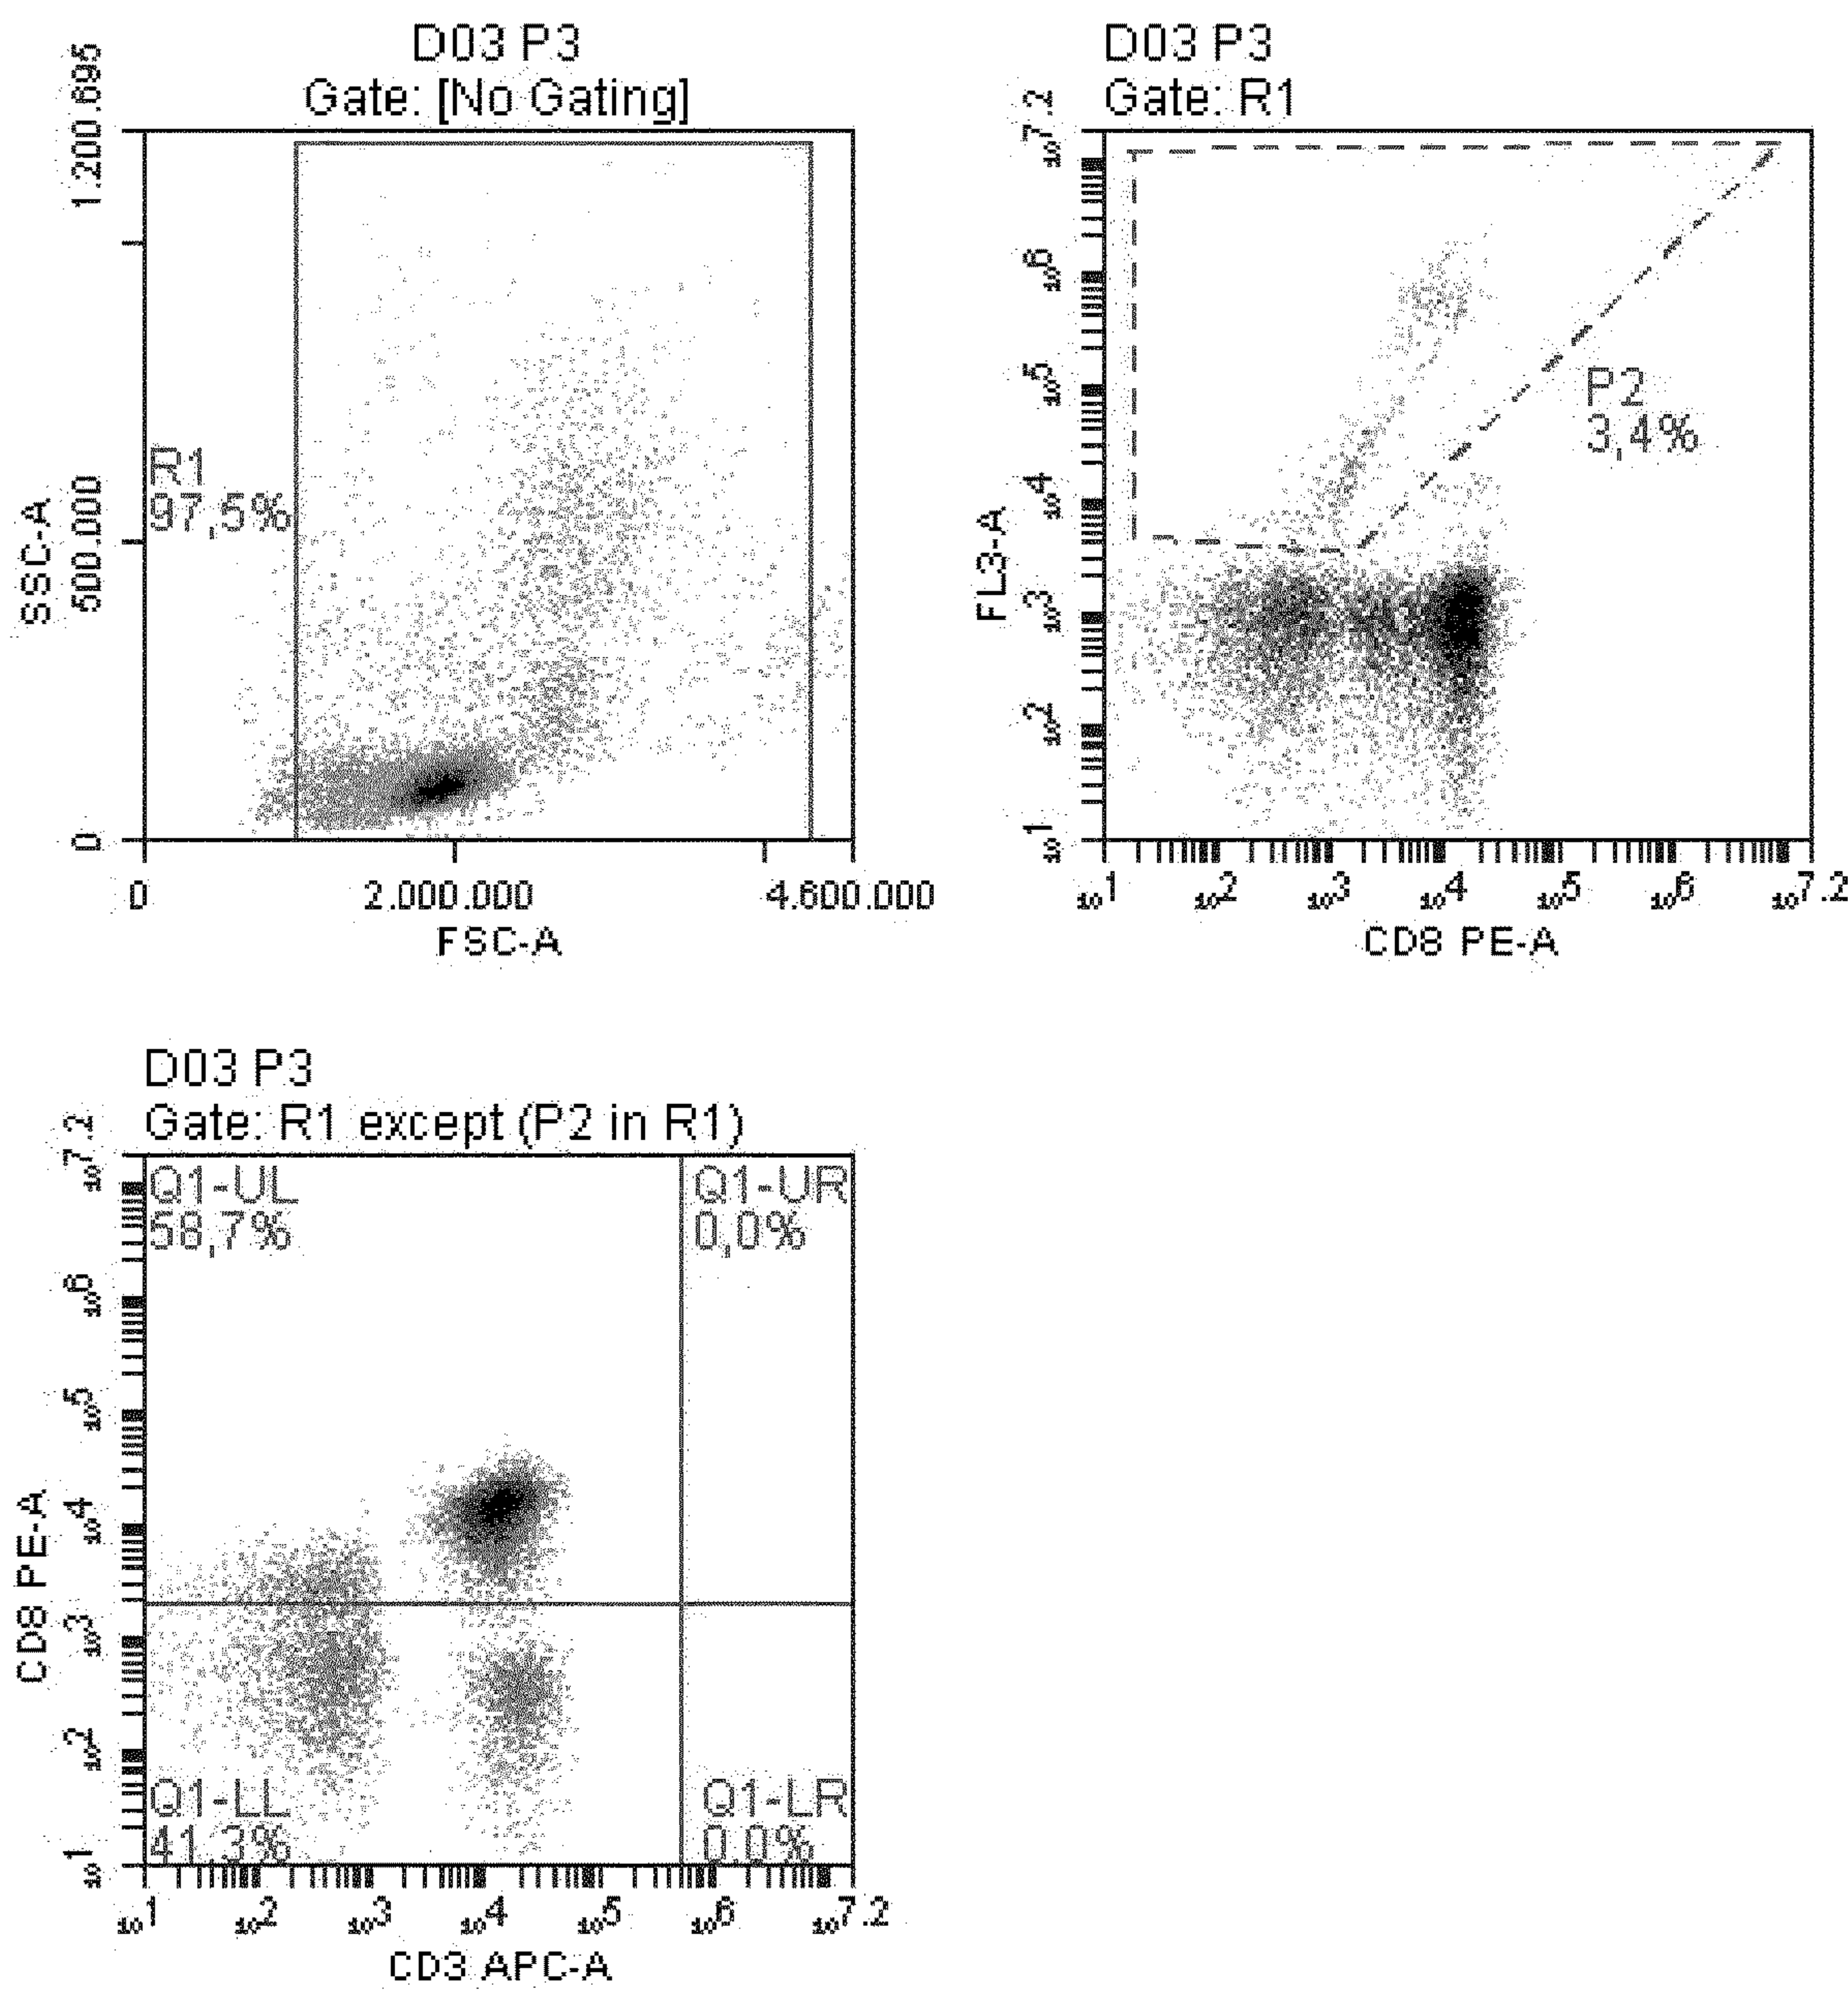 D03 P3
Gate: [No Gating]
1.200.695
500.000
0
SSC-A
R1
97,5%
0
2.000.000
4.600.000
FSC-A
D03 P3
Gate: R1
10^7.2
10^6
10^5
10^4
10^3
10^2
10^1
FL3-A
P2
3,4%
10^1
10^2
10^3
10^4
10^5
10^6
10^7.2
CD8 PE-A
D03 P3
Gate: R1 except (P2 in R1)
10^7.2
10^6
10^5
10^4
10^3
10^2
10^1
CD8 PE-A
Q1-UL
58,7%
Q1-UR
0,0%
Q1-LL
41,3%
Q1-LR
0,0%
10^1
10^2
10^3
10^4
10^5
10^6
10^7.2
CD3 APC-A